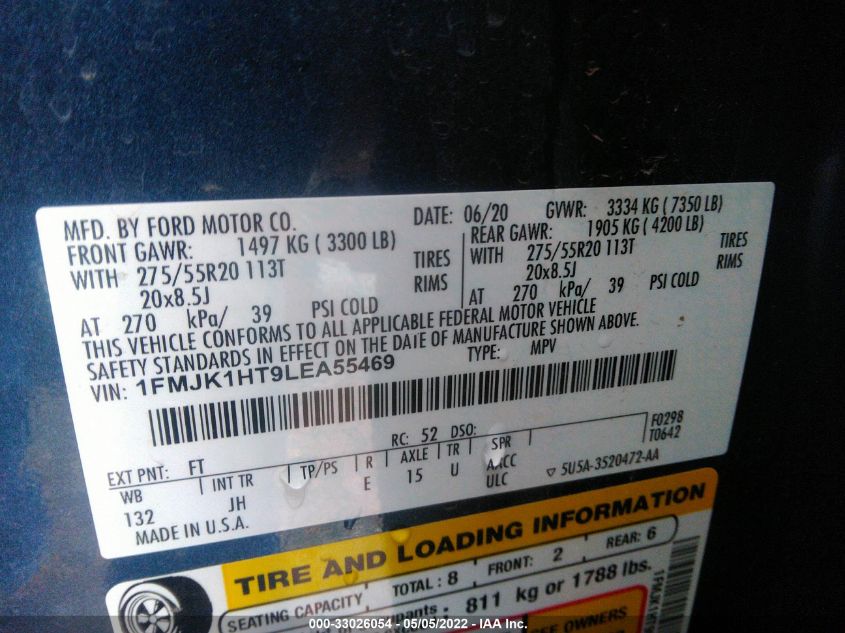 MFD. BY FORD MOTOR CO. DATE: 06/20 GVWR: 3334 KG ( 7350 LB)
FRONT GAWR: 1497 KG ( 3300 LB) REAR GAWR: 1905 KG ( 4200 LB)
WITH 275/55R20 113T TIRES WITH 275/55R20 113T TIRES
20x8.5J RIMS 20x8.5J RIMS
AT 270 kPa/ 39 PSI COLD AT 270 kPa/ 39 PSI COLD
THIS VEHICLE CONFORMS TO ALL APPLICABLE FEDERAL MOTOR VEHICLE
SAFETY STANDARDS IN EFFECT ON THE DATE OF MANUFACTURE SHOWN ABOVE.
VIN: 1FMJK1HT9LEA55469 TYPE: MPV
F0298
T0642
EXT PNT: FT RC: 52 DSO:
WB INT TR TP/PS R AXLE TR SPR
132 JH E 15 U AACC
ULC
5U5A-3520472-AA
MADE IN U.S.A.
TIRE AND LOADING INFORMATION
SEATING CAPACITY TOTAL : 8 FRONT: 2 REAR: 6
811 kg or 1788 lbs.
OWNERS
000-33026054 - 05/05/2022 - IAA Inc.